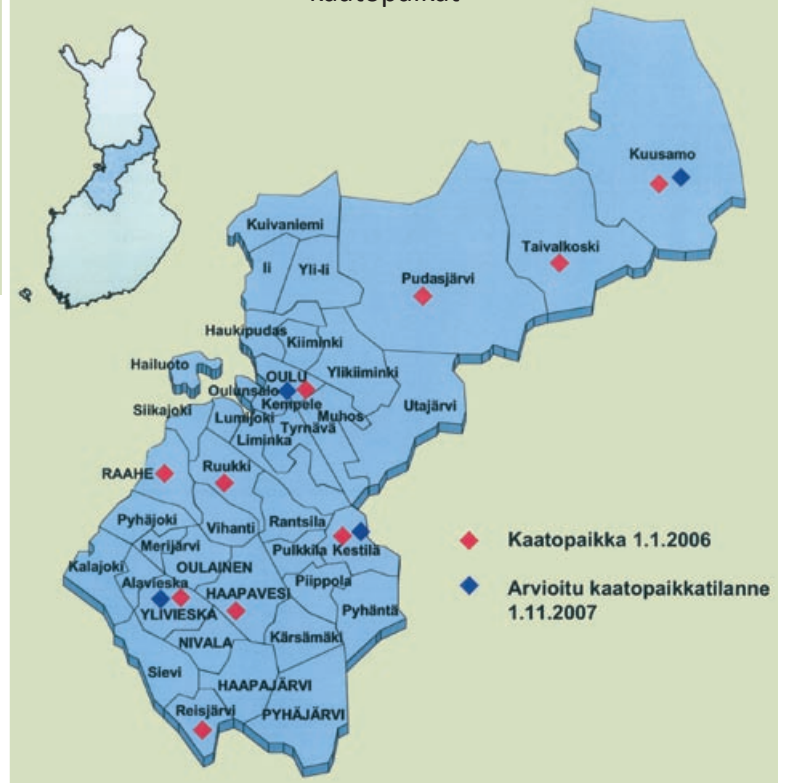 kaatopaikat
Kuusamo
Taivalkoski
Kuivaniemi
Ii
Yli-Ii
Pudasjärvi
Haukipudas
Kiiminki
Hailuoto
OULU
Ylikiiminki
Oulunsalo
Kempele
Utajärvi
Siikajoki
Lumijoki
Muhos
Tyrnävä
Liminka
RAAHE
Ruukki
Pyhäjoki
Vihanti
Rantsila
Kaatopaikka 1.1.2006
Merijärvi
Pulkkila
Kestilä
Kalajoki
OULAINEN
Alavieska
HAAPAVESI
Piippola
Arvioitu kaatopaikkatilanne
1.11.2007
YLIVIESKA
Pyhäntä
NIVALA
Kärsämäki
Sievi
HAAPAJÄRVI
Reisjärvi
PYHÄJÄRVI